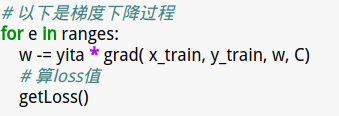 # 以下是梯度下降过程
for e in ranges:
    w -= yita * grad( x_train, y_train, w, C)
    # 算loss值
    getLoss()